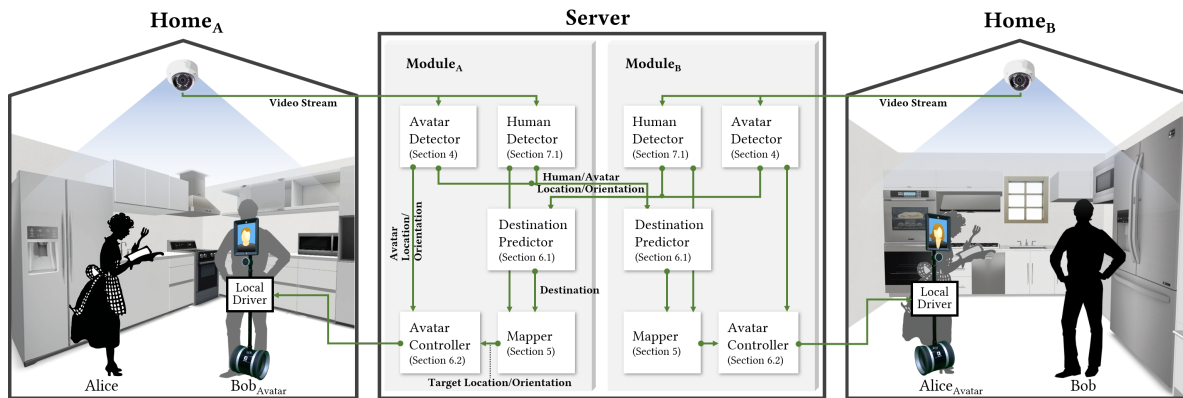 Home_A
Server
Home_B
Module_A
Module_B
Video Stream
Video Stream
Avatar
Detector
(Section 4)
Human
Detector
(Section 7.1)
Human
Detector
(Section 7.1)
Avatar
Detector
(Section 4)
Human/Avatar
Location/Orientation
Avatar
Location/
Orientation
Destination
Predictor
(Section 6.1)
Destination
Predictor
(Section 6.1)
Destination
Local
Driver
Local
Driver
Avatar
Controller
(Section 6.2)
Mapper
(Section 5)
Mapper
(Section 5)
Avatar
Controller
(Section 6.2)
Target Location/Orientation
Alice
Bob_Avatar
Alice_Avatar
Bob